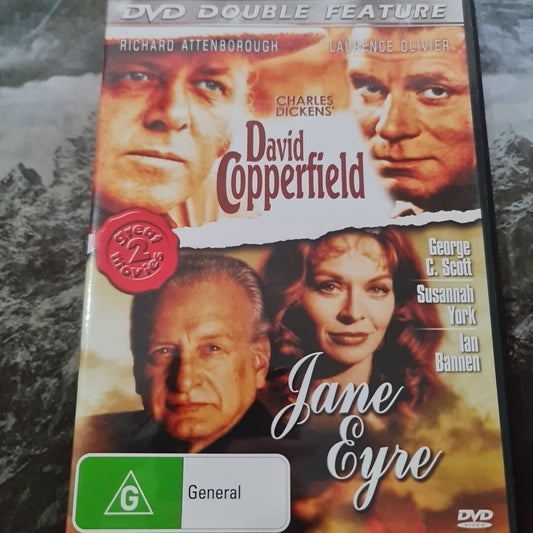 DVD DOUBLE FEATURE
RICHARD ATTENBOROUGH LAURENCE OLIVIER
CHARLES
DICKENS'
David
Copperfield
great
2
movies
George
C. Scott
Susannah
York
Ian
Bannen
Jane
Eyre
G General
DVD
VIDEO